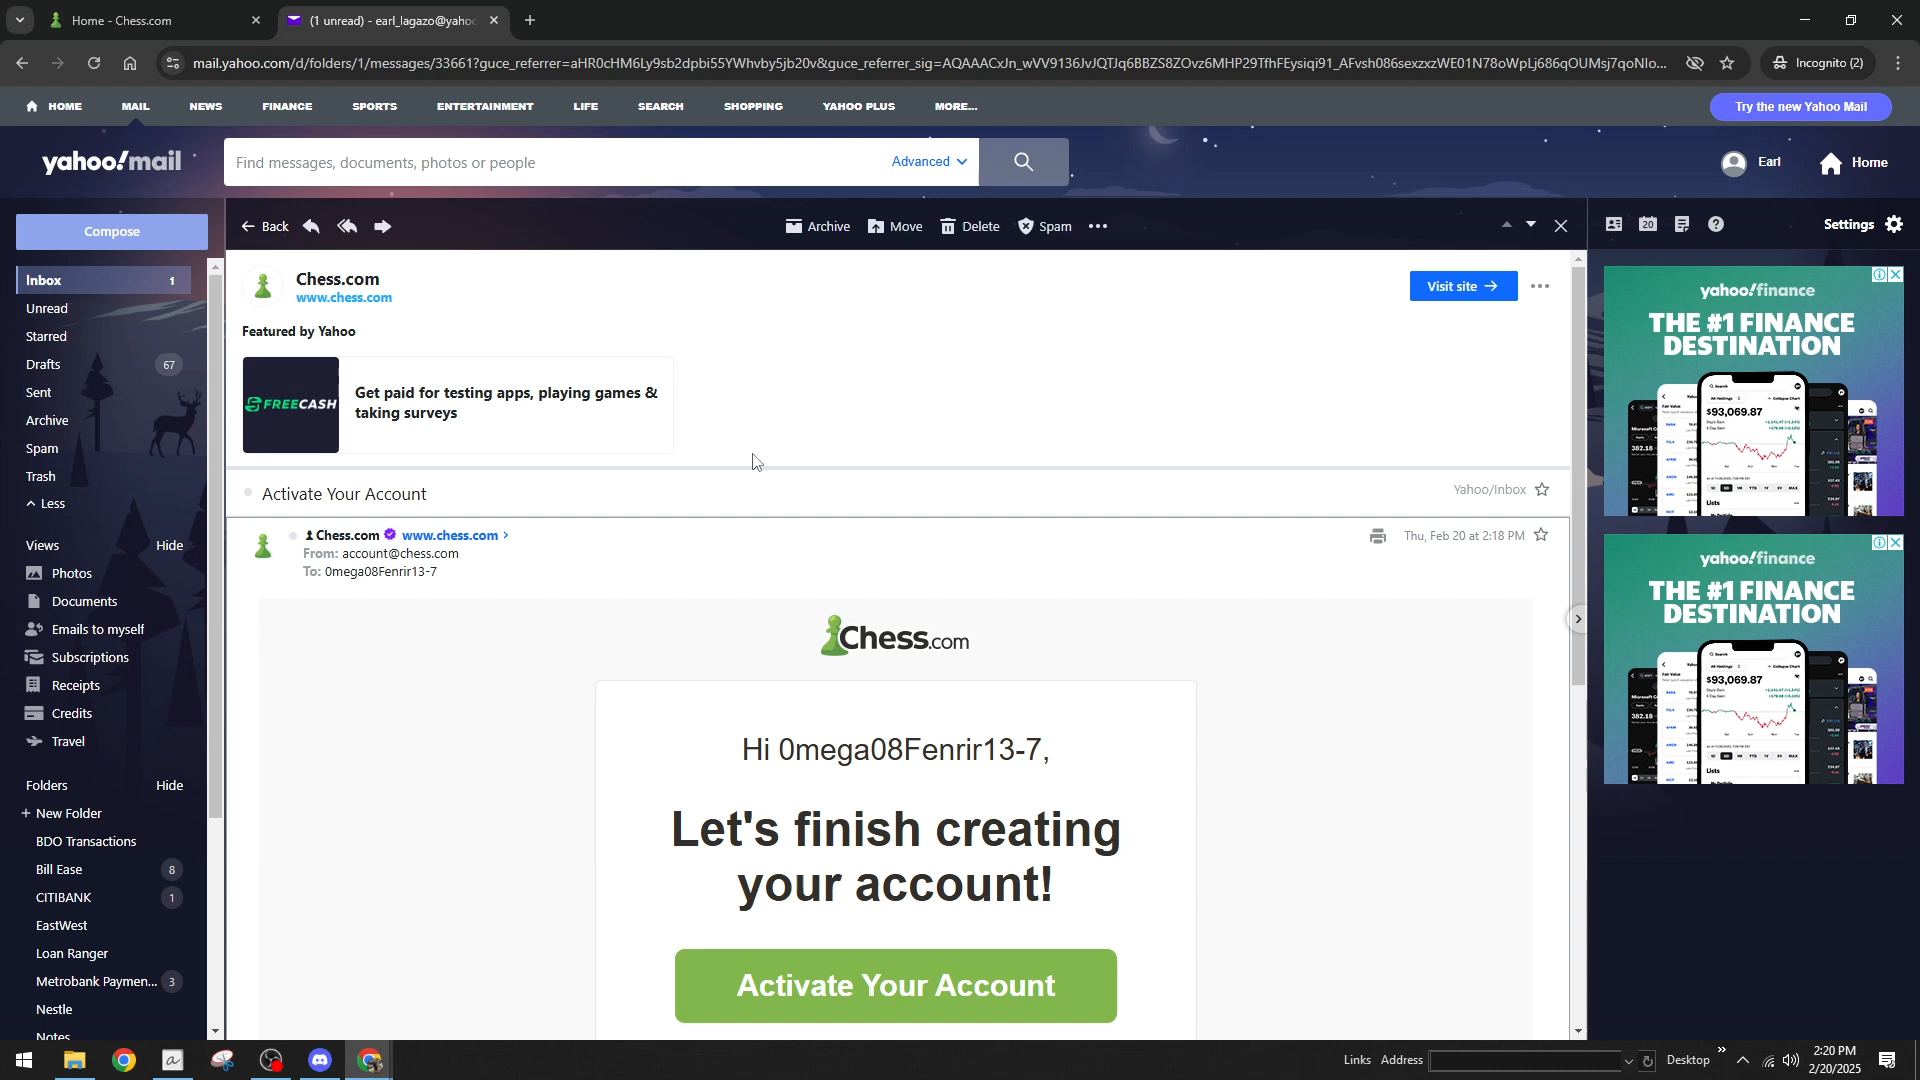 Home - Chess.com
(1 unread) - earl_lagazo@yahoo
mail.yahoo.com/d/folders/1/messages/33661?guce_referrer=aHR0cHM6Ly9sb2dpbi55YWhvby5jb20v&guce_referrer_sig=AQAAACxJn_wVV9136JvJQTJq6BBZS8ZOvz6MHP29TfhFEysiqi91_AFvsh086sexzxzWE01N78oWpLj686qOUMsj7qoNlo...
Incognito (2)
HOME
MAIL
NEWS
FINANCE
SPORTS
ENTERTAINMENT
LIFE
SEARCH
SHOPPING
YAHOO PLUS
MORE...
Try the new Yahoo Mail
yahoo!mail
Find messages, documents, photos or people
Advanced
Earl
Home
Compose
Back
Archive
Move
Delete
Spam
20
Settings
Inbox 1
Unread
Starred
Drafts 67
Sent
Archive
Spam
Trash
Less
Views Hide
Photos
Documents
Emails to myself
Subscriptions
Receipts
Credits
Travel
Folders Hide
+ New Folder
BDO Transactions
Bill Ease 8
CITIBANK 1
EastWest
Loan Ranger
Metrobank Paymen... 3
Nestle
Notes
Chess.com
www.chess.com
Visit site
Featured by Yahoo
FREECASH
Get paid for testing apps, playing games &
taking surveys
Activate Your Account
Yahoo/Inbox
Chess.com www.chess.com
From: account@chess.com
To: 0mega08Fenrir13-7
Thu, Feb 20 at 2:18 PM
Chess.com
Hi 0mega08Fenrir13-7,
Let's finish creating
your account!
Activate Your Account
yahoo!finance
THE #1 FINANCE
DESTINATION
$93,069.87
yahoo!finance
THE #1 FINANCE
DESTINATION
$93,069.87
Links
Address
Desktop
2:20 PM
2/20/2025